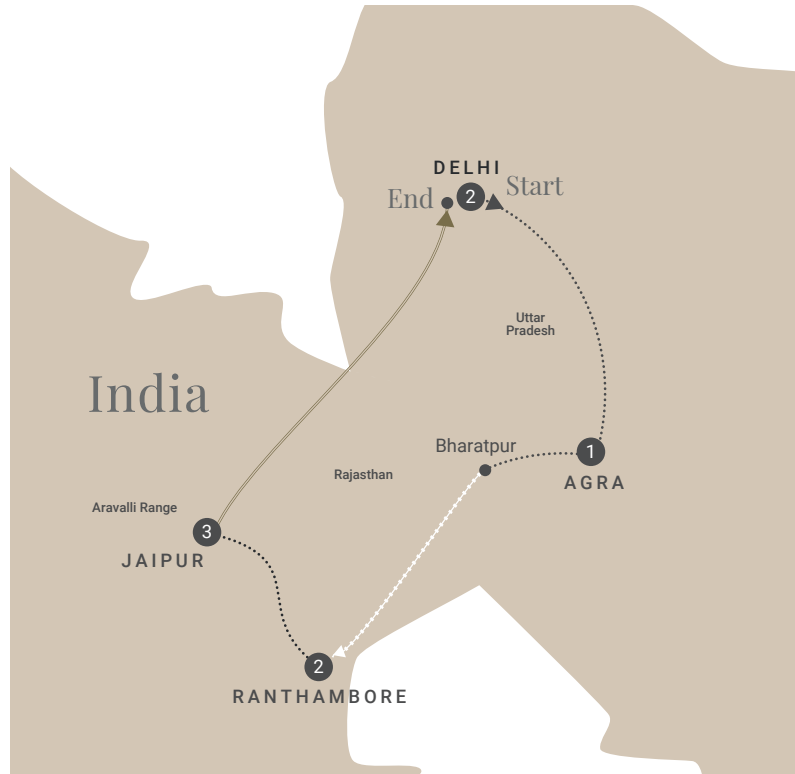 DELHI
End
2
Start
Uttar
Pradesh
India
Bharatpur
1
AGRA
Rajasthan
Aravalli Range
3
JAIPUR
2
RANTHAMBORE